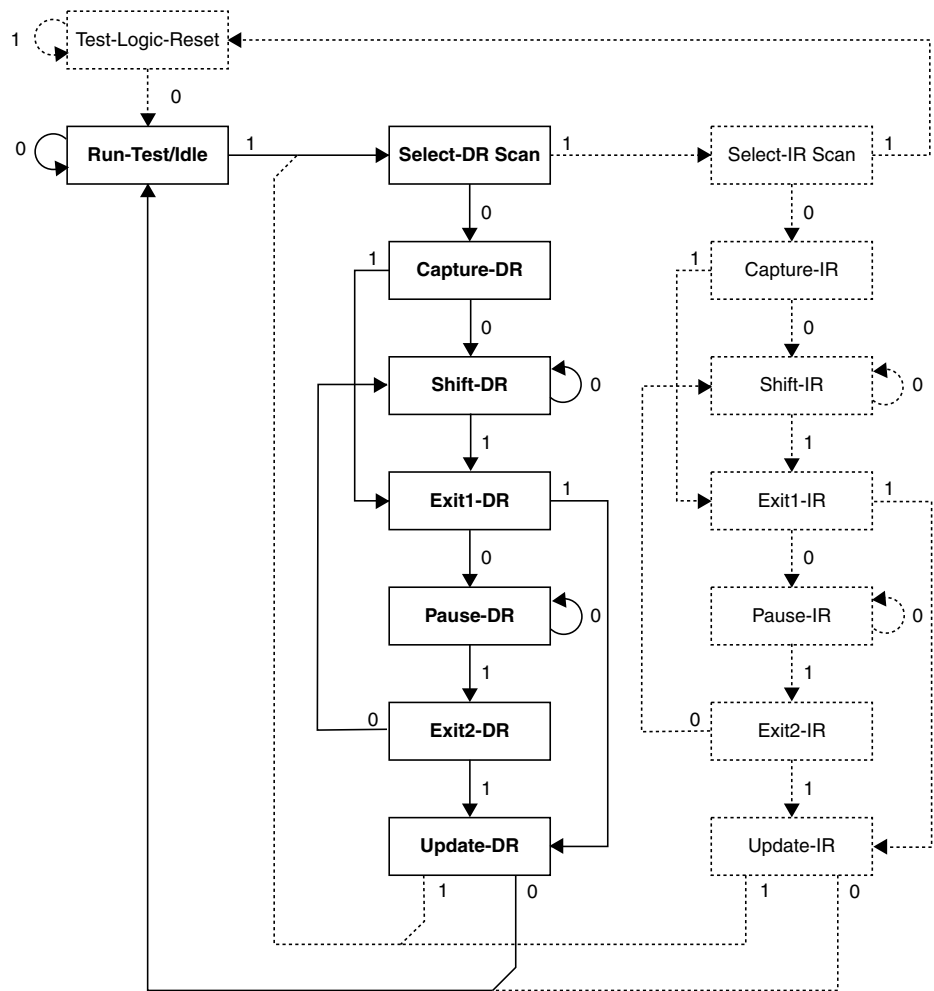 1
Test-Logic-Reset
0
0
Run-Test/Idle
1
Select-DR Scan
1
Select-IR Scan
1
0
0
1
Capture-DR
1
Capture-IR
0
0
Shift-DR
0
Shift-IR
0
1
1
Exit1-DR
1
Exit1-IR
1
0
0
Pause-DR
0
Pause-IR
0
1
1
0
Exit2-DR
0
Exit2-IR
1
1
Update-DR
Update-IR
1
0
1
0